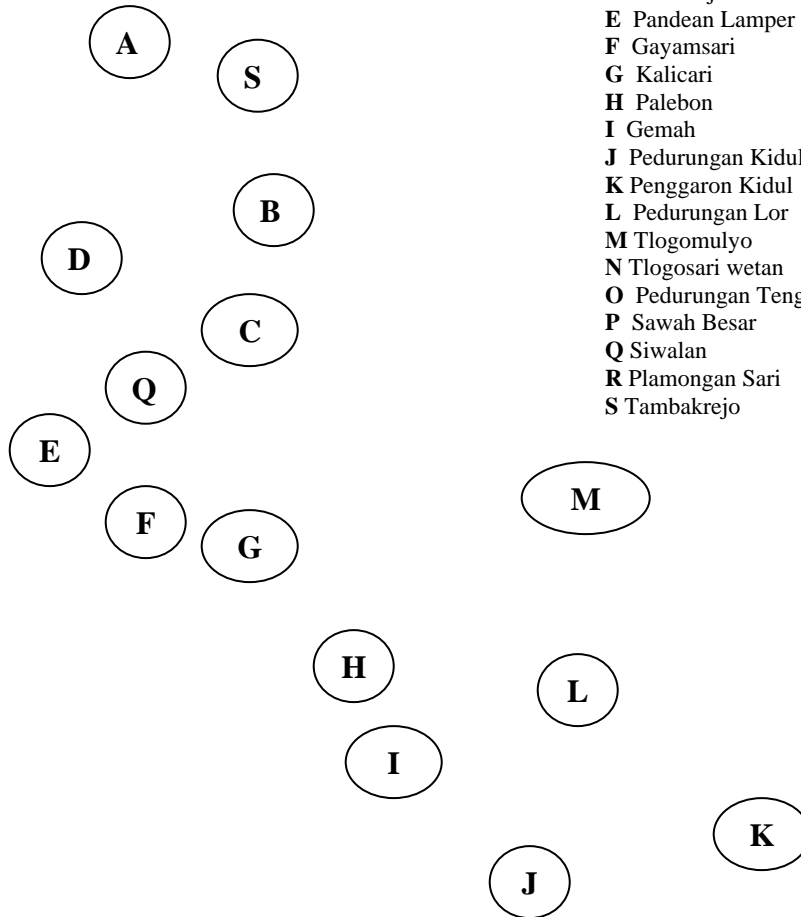 E Pandean Lamper
A
F Gayamsari
S
G Kalicari
H Palebon
I Gemah
J Pedurungan Kidul
K Penggaron Kidul
B
L Pedurungan Lor
M Tlogomulyo
D
N Tlogosari wetan
O Pedurungan Teng
P Sawah Besar
C
Q Siwalan
R Plamongan Sari
Q
S Tambakrejo
E
M
F
G
H
L
I
K
J